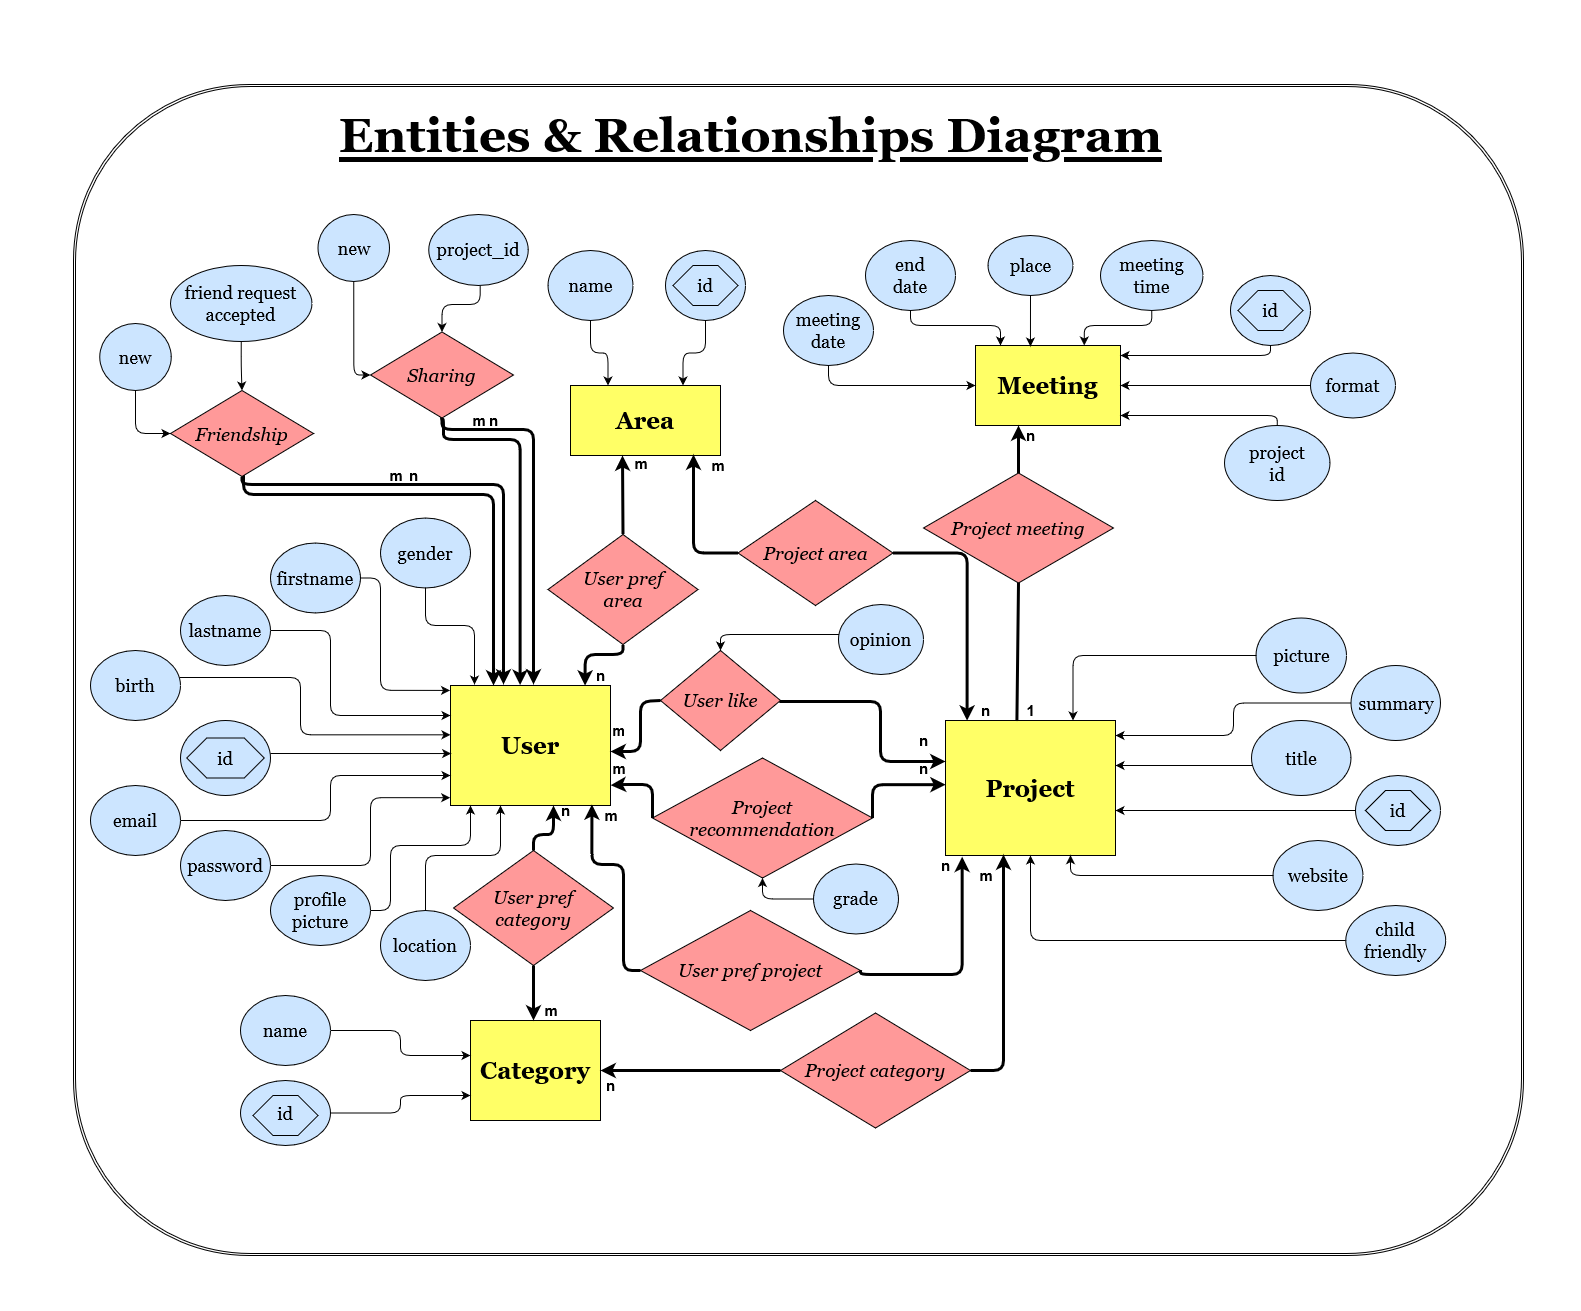 Entities & Relationships Diagram
new
project_id
friend request
accepted
new
Sharing
Friendship
m n
m n
name
id
Area
m
m
end
date
place
meeting
time
meeting
date
id
Meeting
format
project
id
n
Project meeting
Project area
User pref
area
n
gender
firstname
lastname
birth
id
email
password
profile
picture
location
User
opinion
User like
m
n
m
n
Project
recommendation
grade
n
1
picture
summary
title
id
website
child
friendly
Project
n
m
n
m
User pref
category
User pref project
m
name
id
Category
n
Project category